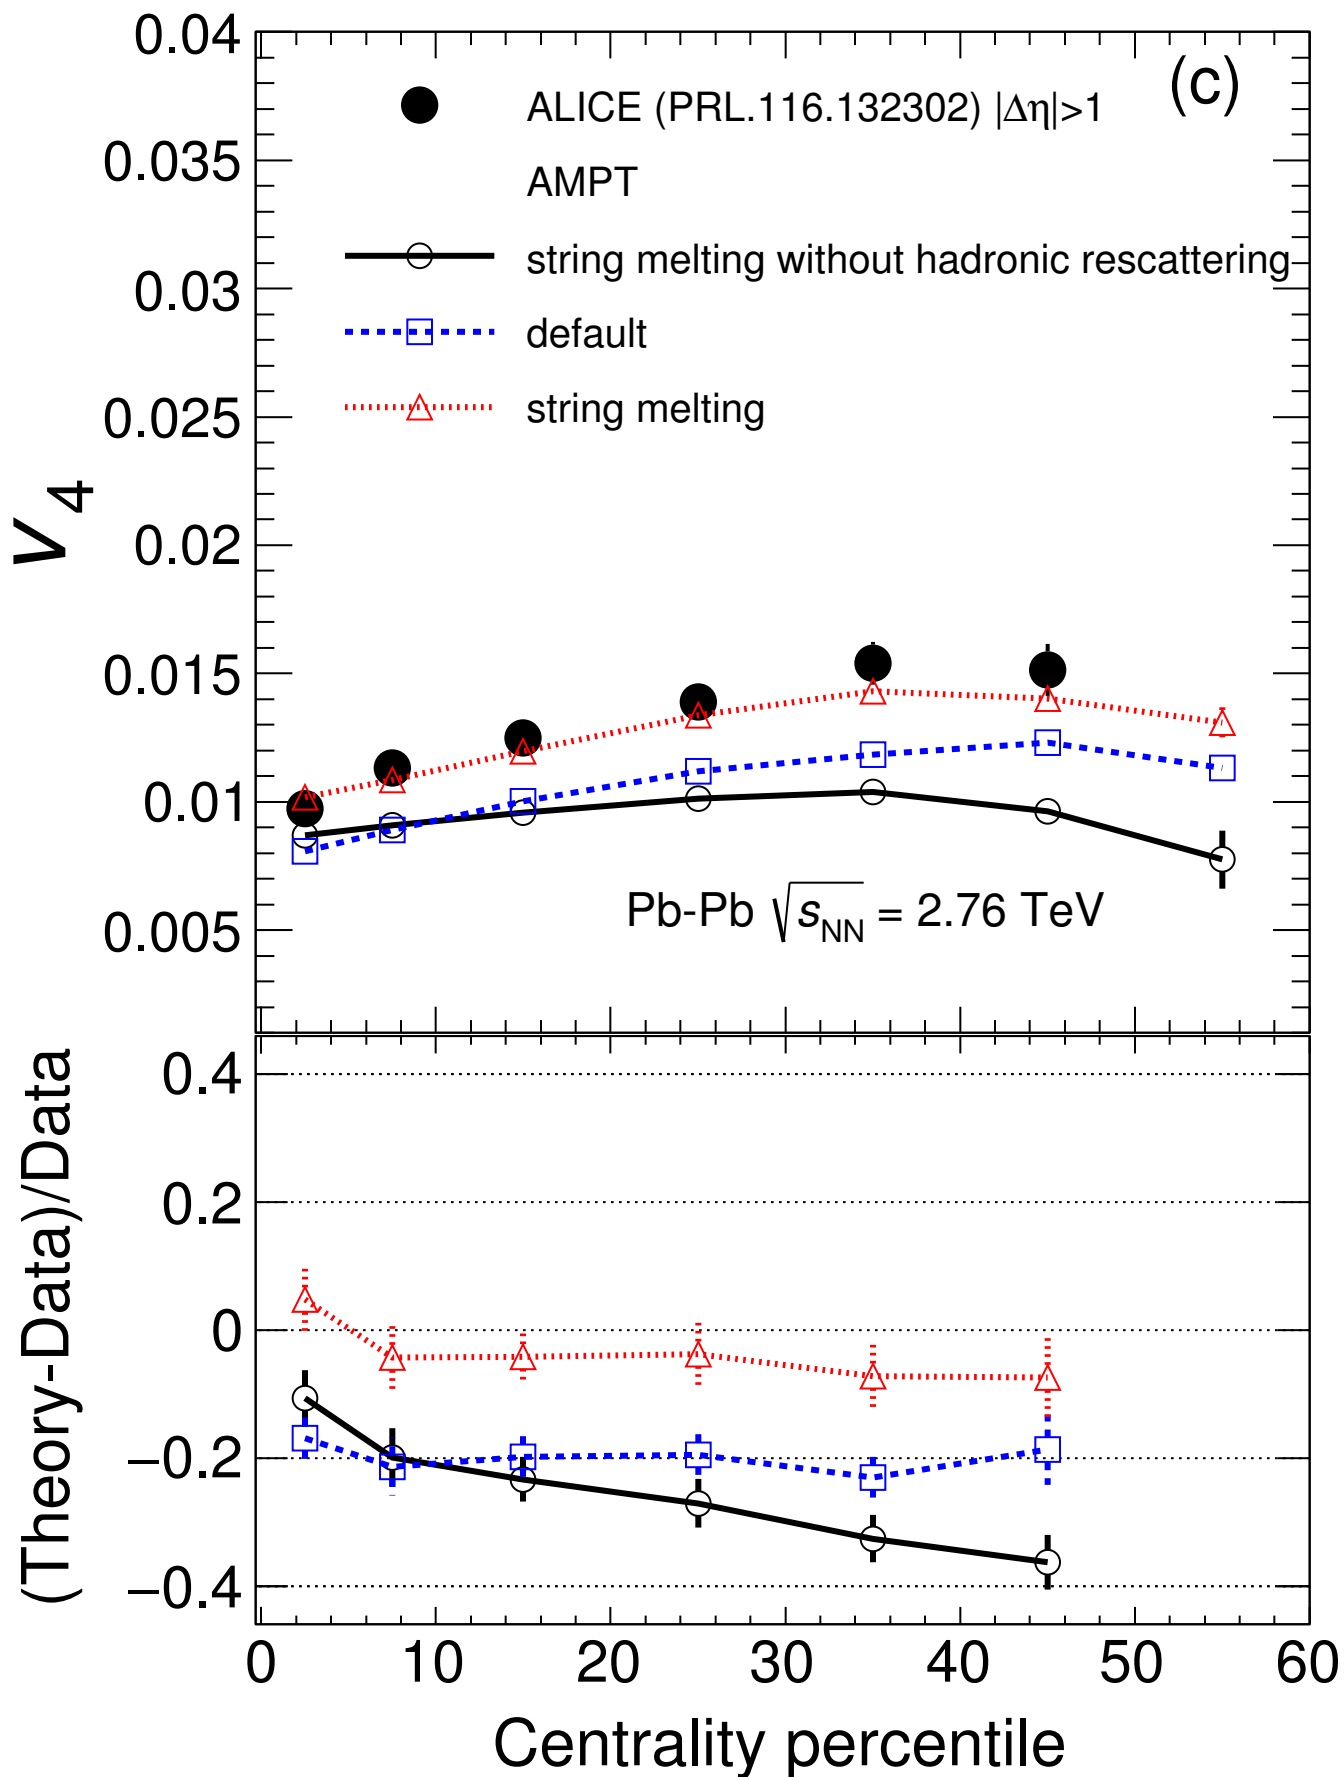 0.04
0.035
0.03
0.025
0.02
0.015
0.01
0.005
v4
(c)
ALICE (PRL.116.132302) |Δη|>1
AMPT
string melting without hadronic rescattering
default
string melting
Pb-Pb √sNN = 2.76 TeV
(Theory-Data)/Data
0.4
0.2
0
−0.2
−0.4
0 10 20 30 40 50 60
Centrality percentile